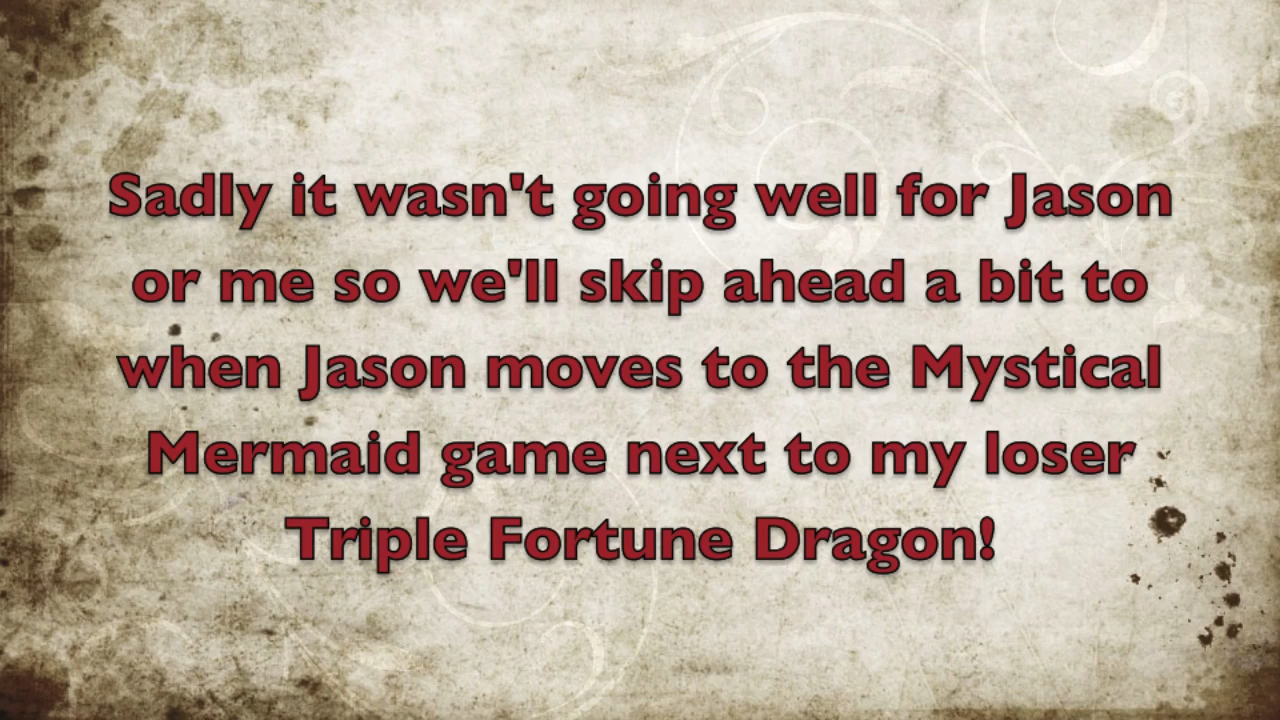 Sadly it wasn't going well for Jason
or me so we'll skip ahead a bit to
when Jason moves to the Mystical
Mermaid game next to my loser
Triple Fortune Dragon!